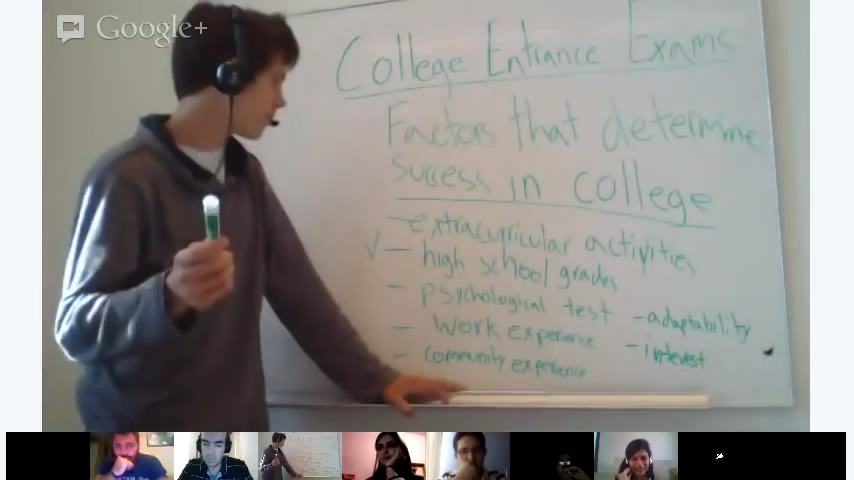 Google+
College Entrance Exams
Factors that determine
success in college
- extracurricular activities
✓ - high school grades
- psychological test
- adaptability
- work experience
- interest
- community experience